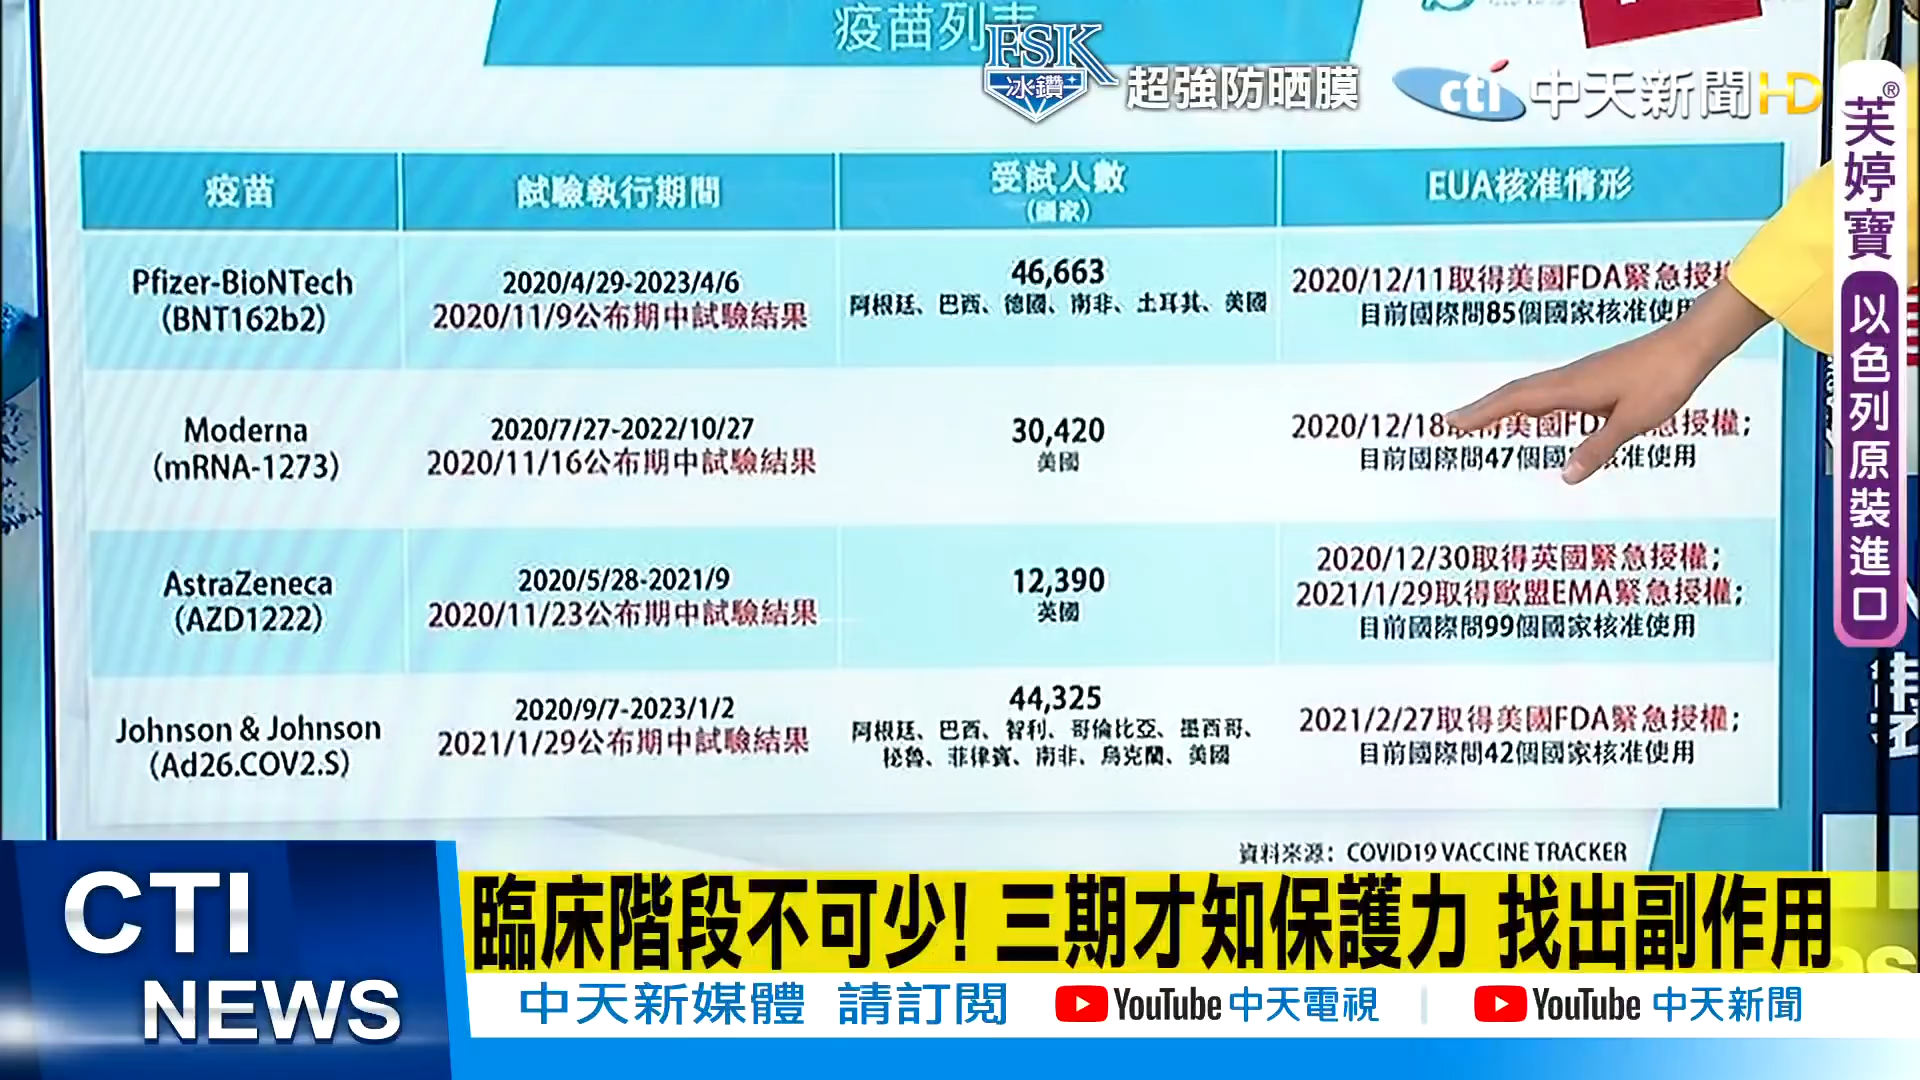 疫苗列表
FSK
冰鑽
超強防晒膜
cti 中天新聞HD
芙婷寶®
以色列原裝進口
疫苗
試驗執行期間
受試人數
(國家)
EUA核准情形
Pfizer-BioNTech
(BNT162b2)
2020/4/29-2023/4/6
2020/11/9公布期中試驗結果
46,663
阿根廷、巴西、德國、南非、土耳其、美國
2020/12/11取得美國FDA緊急授
目前國際間85個國家核准使用
Moderna
(mRNA-1273)
2020/7/27-2022/10/27
2020/11/16公布期中試驗結果
30,420
美國
2020/12/18取得美國FDA緊急授權;
目前國際間47個國 核准使用
AstraZeneca
(AZD1222)
2020/5/28-2021/9
2020/11/23公布期中試驗結果
12,390
英國
2020/12/30取得英國緊急授權;
2021/1/29取得歐盟EMA緊急授權;
目前國際間99個國家核准使用
Johnson & Johnson
(Ad26.COV2.S)
2020/9/7-2023/1/2
2021/1/29公布期中試驗結果
44,325
阿根廷、巴西、智利、哥倫比亞、墨西哥、
秘魯、菲律賓、南非、烏克蘭、美國
2021/2/27取得美國FDA緊急授權;
目前國際間42個國家核准使用
資料來源：COVID19 VACCINE TRACKER
CTI
NEWS
臨床階段不可少! 三期才知保護力 找出副作用
中天新媒體 請訂閱 YouTube 中天電視 | YouTube 中天新聞